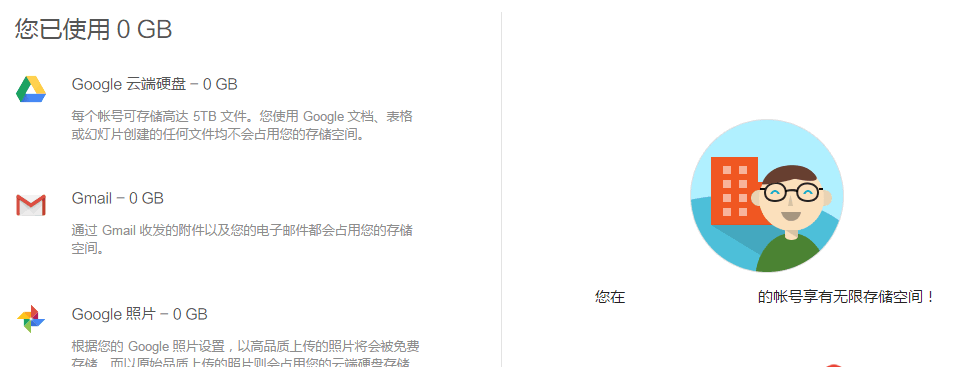 您已使用 0 GB
Google 云端硬盘 – 0 GB
每个帐号可存储高达 5TB 文件。您使用 Google 文档、表格
或幻灯片创建的任何文件均不会占用您的存储空间。
Gmail – 0 GB
通过 Gmail 收发的附件以及您的电子邮件都会占用您的存储
空间。
Google 照片 – 0 GB
根据您的 Google 照片设置，以高品质上传的照片将会被免费
存储，而以原始品质上传的照片则会占用您的云端硬盘存储
您在 的帐号享有无限存储空间！